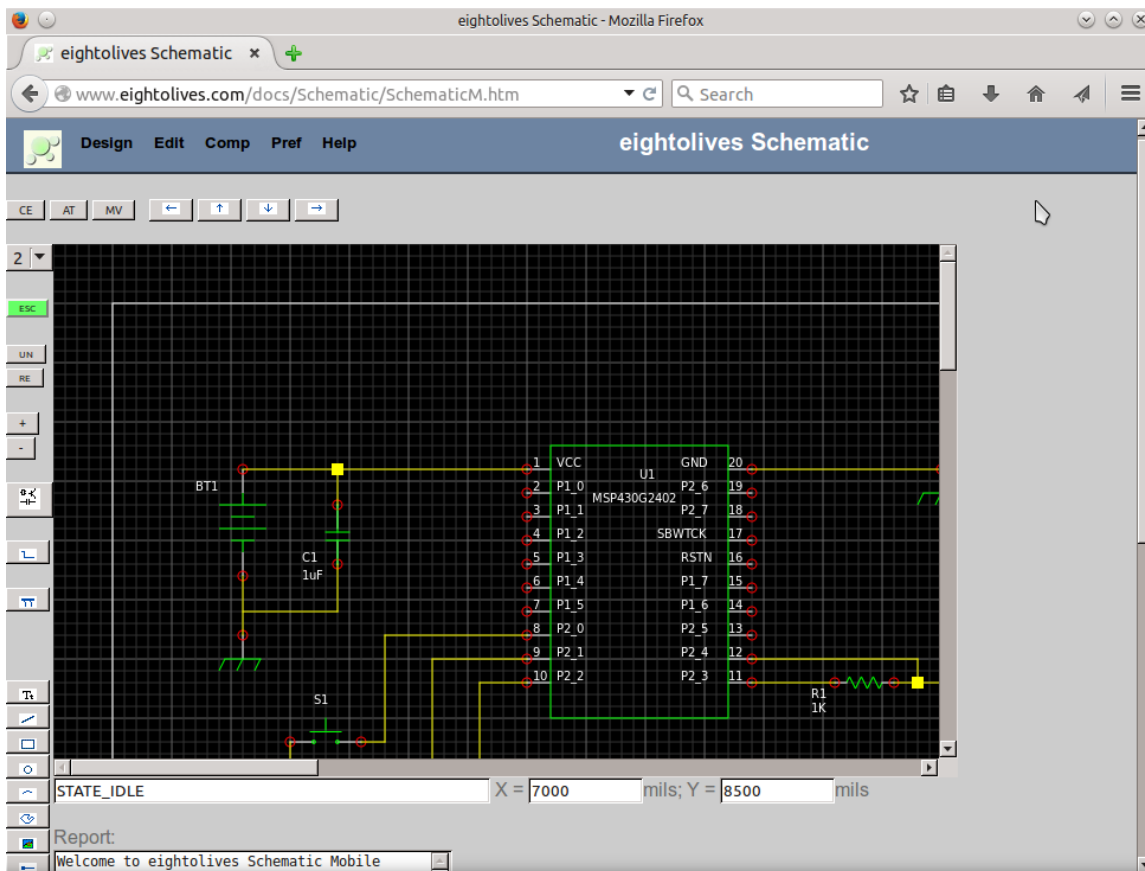 eightolives Schematic - Mozilla Firefox
eightolives Schematic
www.eightolives.com/docs/Schematic/SchematicM.htm
Search
Design Edit Comp Pref Help
eightolives Schematic
CE AT MV
2
ESC
UN
RE
+
-
BT1
C1
1uF
S1
U1
MSP430G2402
1 VCC GND 20
2 P1_0 P2_6 19
3 P1_1 P2_7 18
4 P1_2 SBWTCK 17
5 P1_3 RSTN 16
6 P1_4 P1_7 15
7 P1_5 P1_6 14
8 P2_0 P2_5 13
9 P2_1 P2_4 12
10 P2_2 P2_3 11
R1
1K
Tt
STATE_IDLE
X = 7000 mils; Y = 8500 mils
Report:
Welcome to eightolives Schematic Mobile